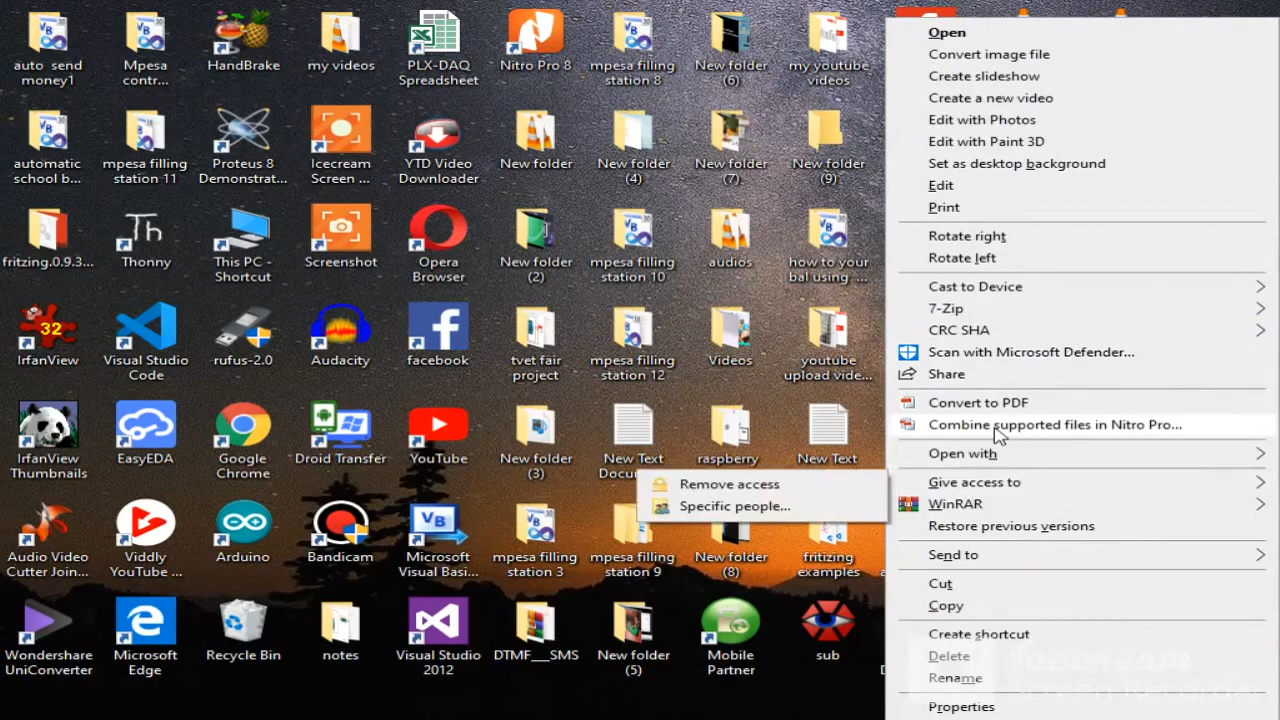 auto send
money1
Mpesa
contr...
HandBrake
my videos
PLX-DAQ
Spreadsheet
Nitro Pro 8
mpesa filling
station 8
New folder
(6)
my youtube
videos
automatic
school b...
mpesa filling
station 11
Proteus 8
Demonstrat...
Icecream
Screen ...
YTD Video
Downloader
New folder
New folder
(4)
New folder
(7)
New folder
(9)
fritzing.0.9.3...
Thonny
This PC -
Shortcut
Screenshot
Opera
Browser
New folder
(2)
mpesa filling
station 10
audios
how to your
bal using ...
IrfanView
Visual Studio
Code
rufus-2.0
Audacity
facebook
tvet fair
project
mpesa filling
station 12
Videos
youtube
upload vide...
IrfanView
Thumbnails
EasyEDA
Google
Chrome
Droid Transfer
YouTube
New folder
(3)
New Text
Docu...
raspberry
New Text
Audio Video
Cutter Join...
Viddly
YouTube ...
Arduino
Bandicam
Microsoft
Visual Basi...
mpesa filling
station 3
mpesa filling
station 9
New folder
(8)
fritizing
examples
Wondershare
UniConverter
Microsoft
Edge
Recycle Bin
notes
Visual Studio
2012
DTMF___SMS
New folder
(5)
Mobile
Partner
sub
Remove access
Specific people...
Open
Convert image file
Create slideshow
Create a new video
Edit with Photos
Edit with Paint 3D
Set as desktop background
Edit
Print
Rotate right
Rotate left
Cast to Device
7-Zip
CRC SHA
Scan with Microsoft Defender...
Share
Convert to PDF
Combine supported files in Nitro Pro...
Open with
Give access to
WinRAR
Restore previous versions
Send to
Cut
Copy
Create shortcut
Delete
Rename
Properties